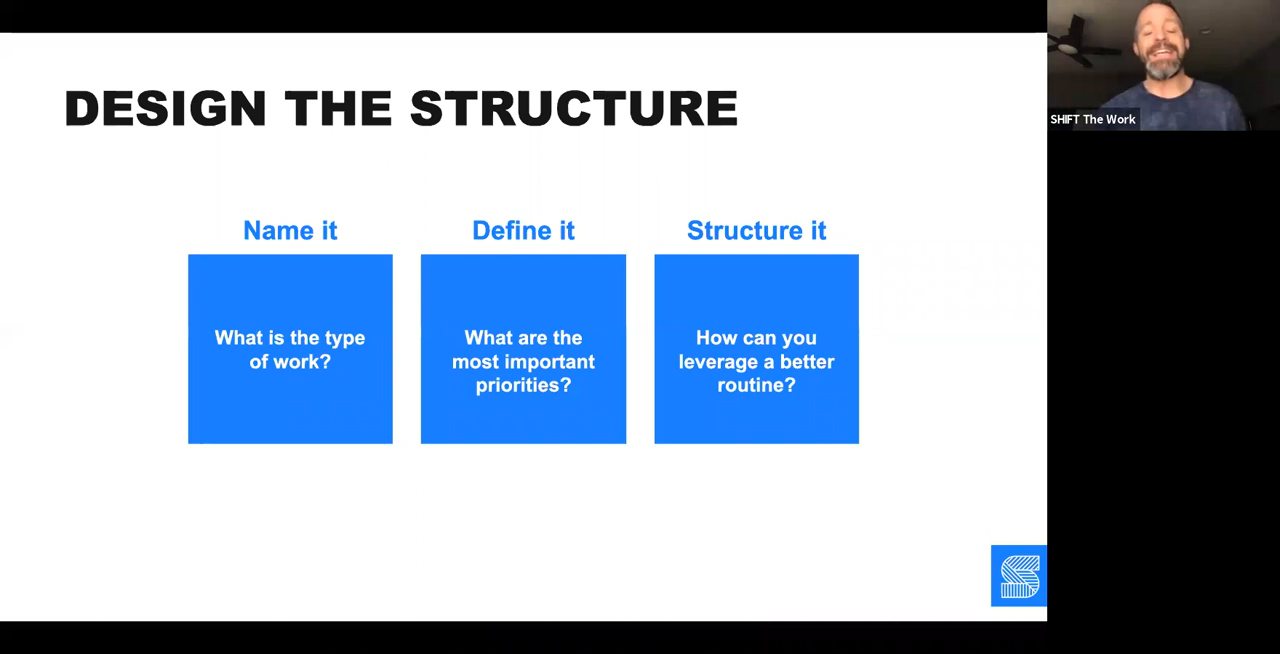 DESIGN THE STRUCTURE
Name it
What is the type
of work?
Define it
What are the
most important
priorities?
Structure it
How can you
leverage a better
routine?
SHIFT The Work
S